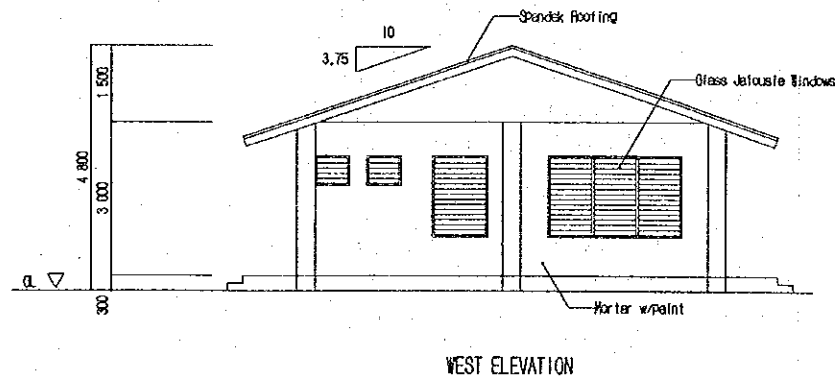 Spandek Roofing
10
3.75
Glass Jalousie Windows
1 500
4 800
3 000
GL
300
Mortar w/paint
WEST ELEVATION